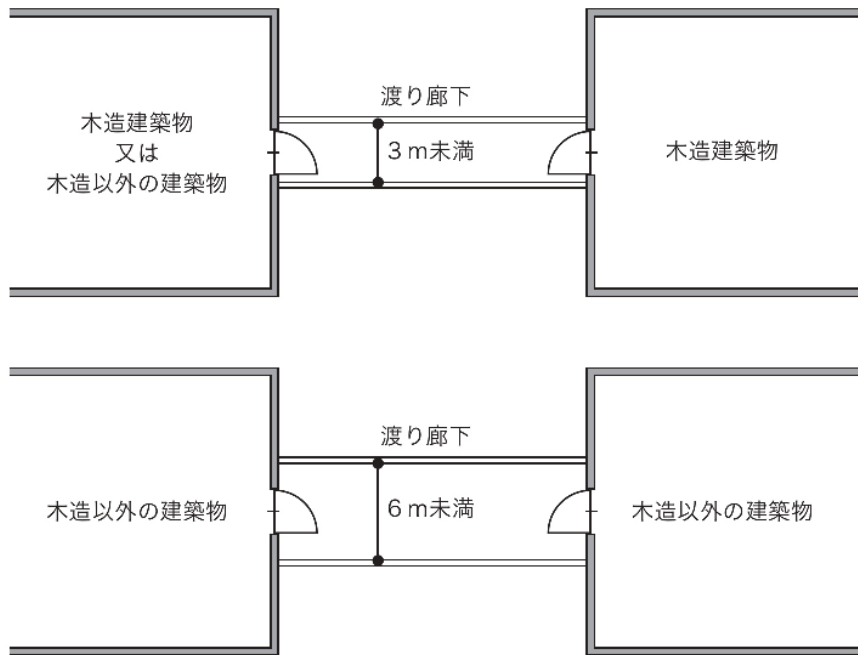 渡り廊下
木造建築物
又は
木造以外の建築物
3m未満
木造建築物
渡り廊下
木造以外の建築物
6m未満
木造以外の建築物